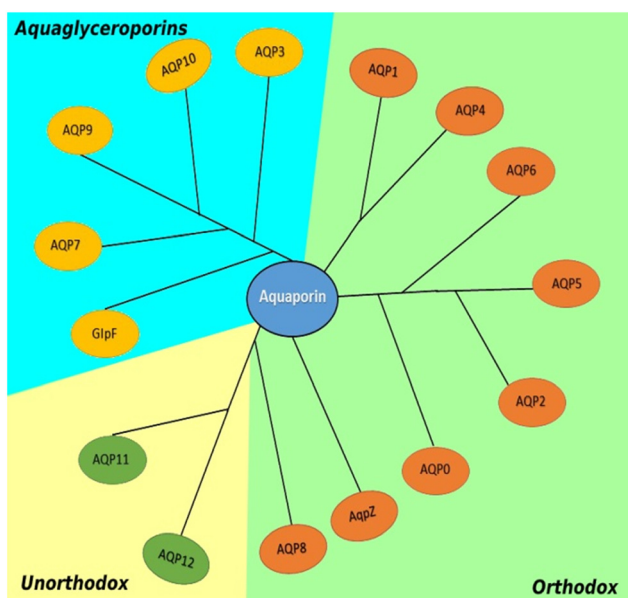 Aquaglyceroporins
AQP10
AQP3
AQP1
AQP4
AQP9
AQP6
AQP7
Aquaporin
AQP5
GlpF
AQP2
AQP11
AQP0
AqpZ
AQP12
AQP8
Unorthodox
Orthodox